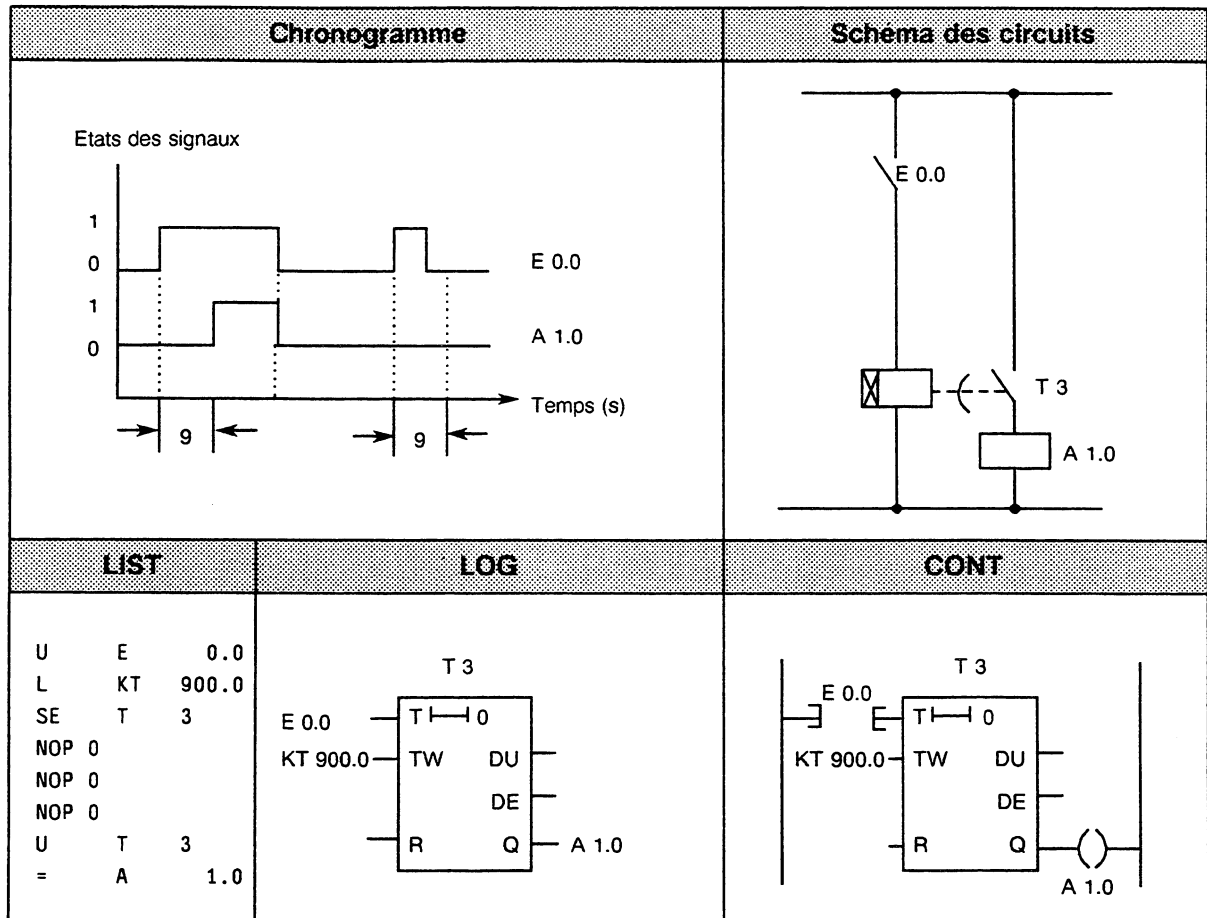 Chronogramme
Schéma des circuits
Etats des signaux
1
0
E 0.0
1
0
A 1.0
Temps (s)
9
9
E 0.0
T 3
A 1.0
LIST
LOG
CONT
U E 0.0
L KT 900.0
SE T 3
NOP 0
NOP 0
NOP 0
U T 3
= A 1.0
T 3
E 0.0
T 0
KT 900.0
TW DU
DE
R Q
A 1.0
T 3
E 0.0
T 0
KT 900.0
TW DU
DE
R Q
A 1.0